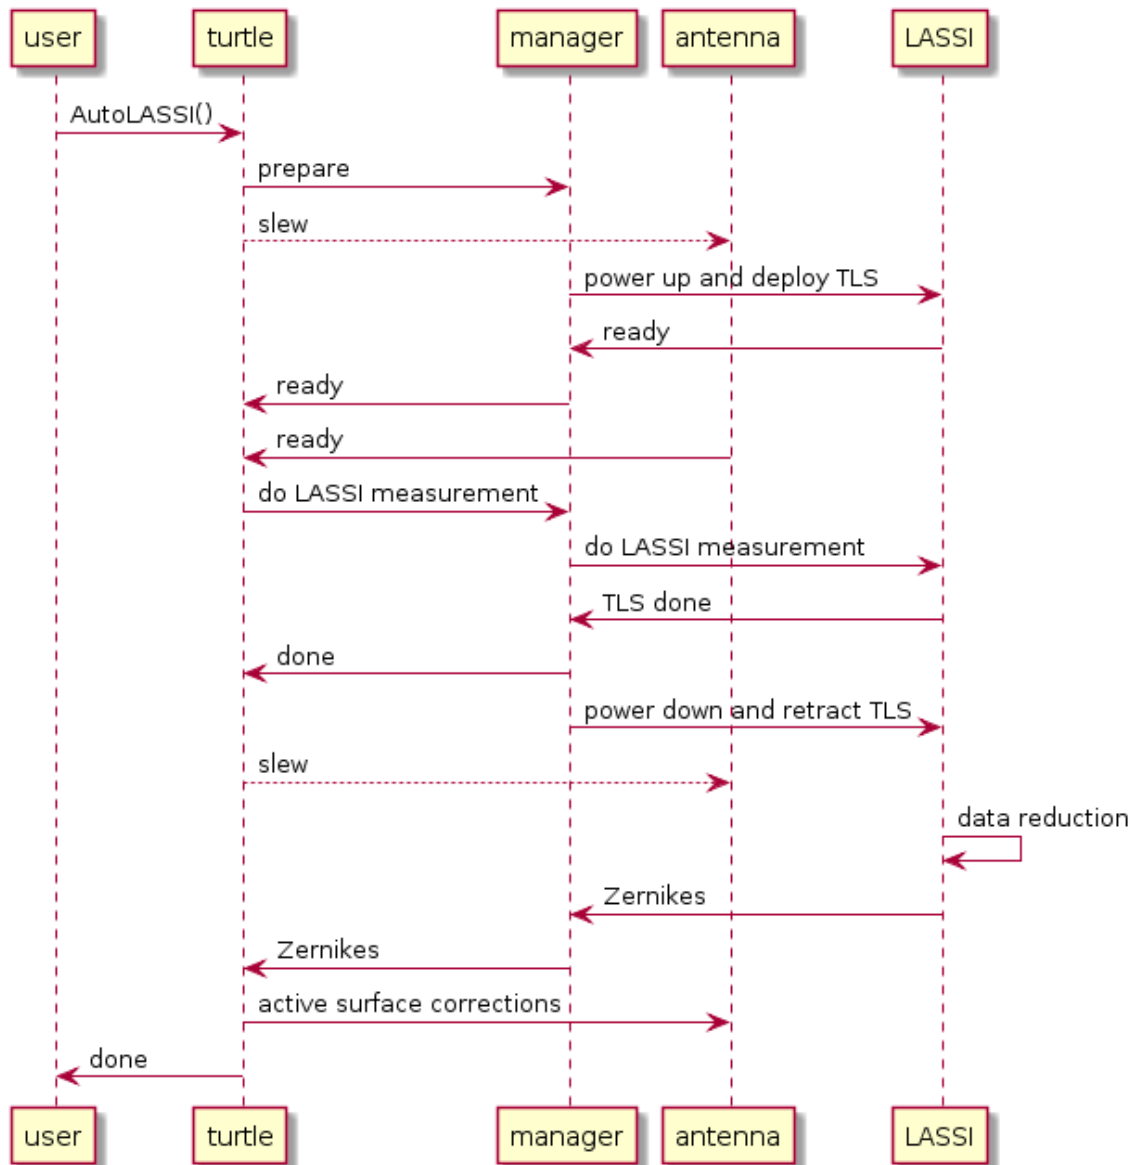 user turtle manager antenna LASSI
AutoLASSI()
prepare
slew
power up and deploy TLS
ready
ready
ready
do LASSI measurement
do LASSI measurement
TLS done
done
power down and retract TLS
slew
data reduction
Zernikes
Zernikes
active surface corrections
done
user turtle manager antenna LASSI